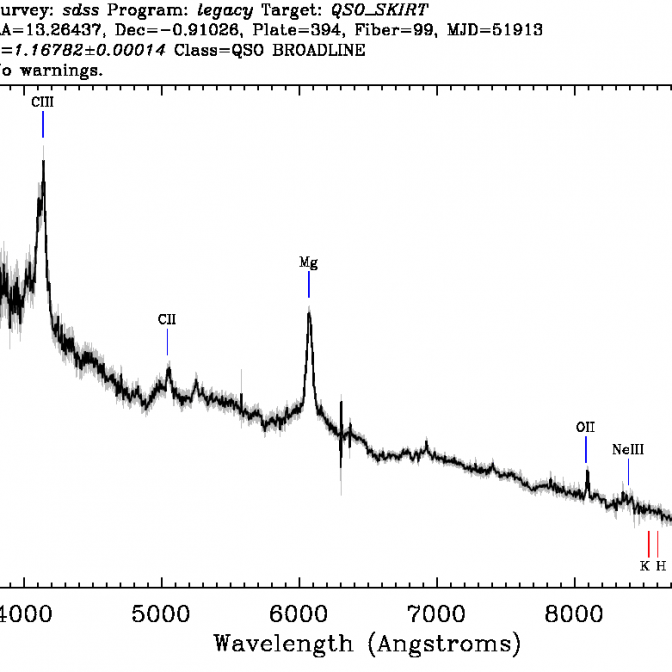 urvey: sdss Program: legacy Target: QSO_SKIRT
A=13.26437, Dec=-0.91026, Plate=394, Fiber=99, MJD=51913
=1.16782±0.00014 Class=QSO BROADLINE
o warnings.
CIII
Mg
CII
OII
NeIII
K H
4000 5000 6000 7000 8000
Wavelength (Angstroms)